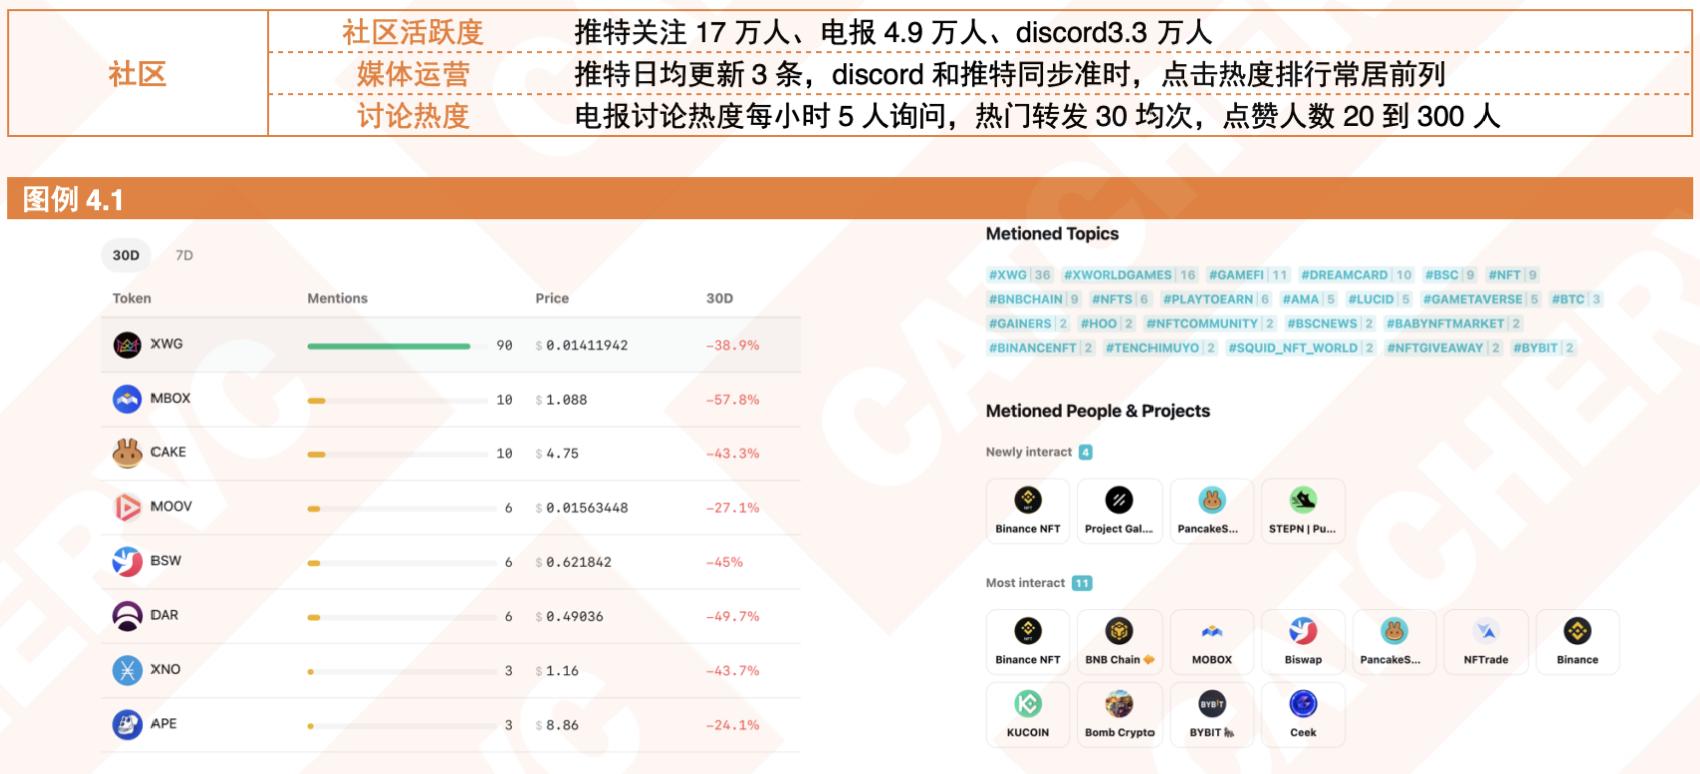 社区
社区活跃度 推特关注 17 万人、电报 4.9 万人、discord3.3 万人
媒体运营 推特日均更新 3 条，discord 和推特同步准时，点击热度排行常居前列
讨论热度 电报讨论热度每小时 5 人询问，热门转发 30 均次，点赞人数 20 到 300 人
图例 4.1
30D 7D
Token Mentions Price 30D
XWG 90 $ 0.01411942 -38.9%
MBOX 10 $ 1.088 -57.8%
CAKE 10 $ 4.75 -43.3%
MOOV 6 $ 0.01563448 -27.1%
BSW 6 $ 0.621842 -45%
DAR 6 $ 0.49036 -49.7%
XNO 3 $ 1.16 -43.7%
APE 3 $ 8.86 -24.1%
Metioned Topics
#XWG | 36 #XWORLDGAMES | 16 #GAMEFI | 11 #DREAMCARD | 10 #BSC | 9 #NFT | 9
#BNBCHAIN | 9 #NFTS | 6 #PLAYTOEARN | 6 #AMA | 5 #LUCID | 5 #GAMETAVERSE | 5 #BTC | 3
#GAINERS | 2 #HOO | 2 #NFTCOMMUNITY | 2 #BSCNEWS | 2 #BABYNFTMARKET | 2
#BINANCENFT | 2 #TENCHIMUYO | 2 #SQUID_NFT_WORLD | 2 #NFTGIVEAWAY | 2 #BYBIT | 2
Metioned People & Projects
Newly interact 4
Binance NFT Project Gal.... PancakeS... STEPN | Pu...
Most interact 11
Binance NFT BNB Chain MOBOX Biswap PancakeS... NFTrade Binance
KUCOIN Bomb Crypto BYBIT Ceek